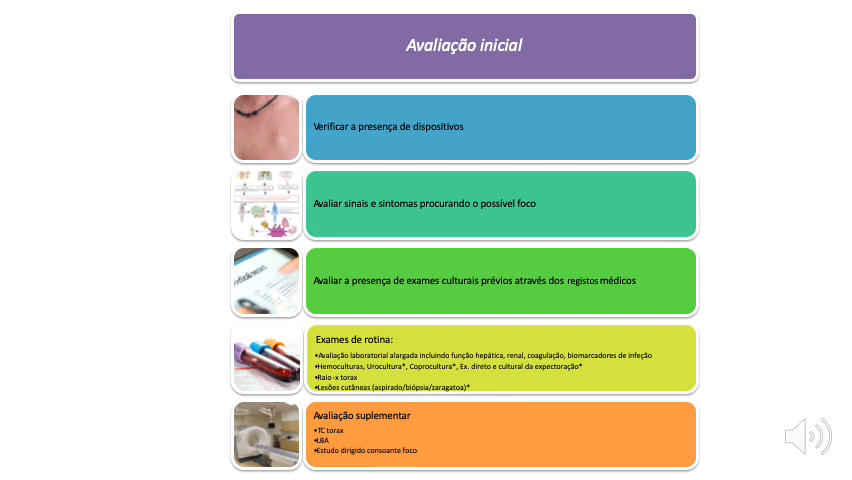 Avaliação inicial
Verificar a presença de dispositivos
Avaliar sinais e sintomas procurando o possível foco
Avaliar a presença de exames culturais prévios através dos registos médicos
Exames de rotina:
•Avaliação laboratorial alargada incluindo função hepática, renal, coagulação, biomarcadores de infeção
•Hemoculturas, Urocultura*, Coprocultura*, Ex. direto e cultural da expectoração*
•Raio-x torax
•Lesões cutâneas (aspirado/biópsia/zaragatoa)*
Avaliação suplementar
•TC torax
•LBA
•Estudo dirigido consoante foco